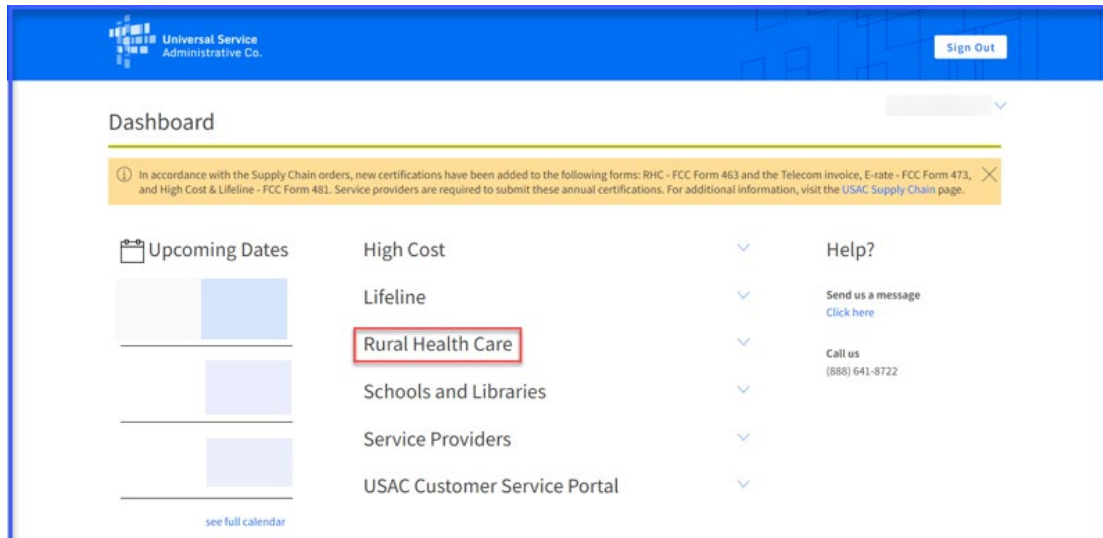 Universal Service
Administrative Co.
Sign Out
Dashboard
In accordance with the Supply Chain orders, new certifications have been added to the following forms: RHC - FCC Form 463 and the Telecom invoice, E-rate - FCC Form 473,
and High Cost & Lifeline - FCC Form 481. Service providers are required to submit these annual certifications. For additional information, visit the USAC Supply Chain page.
Upcoming Dates
see full calendar
High Cost
Lifeline
Rural Health Care
Schools and Libraries
Service Providers
USAC Customer Service Portal
Help?
Send us a message
Click here
Call us
(888) 641-8722